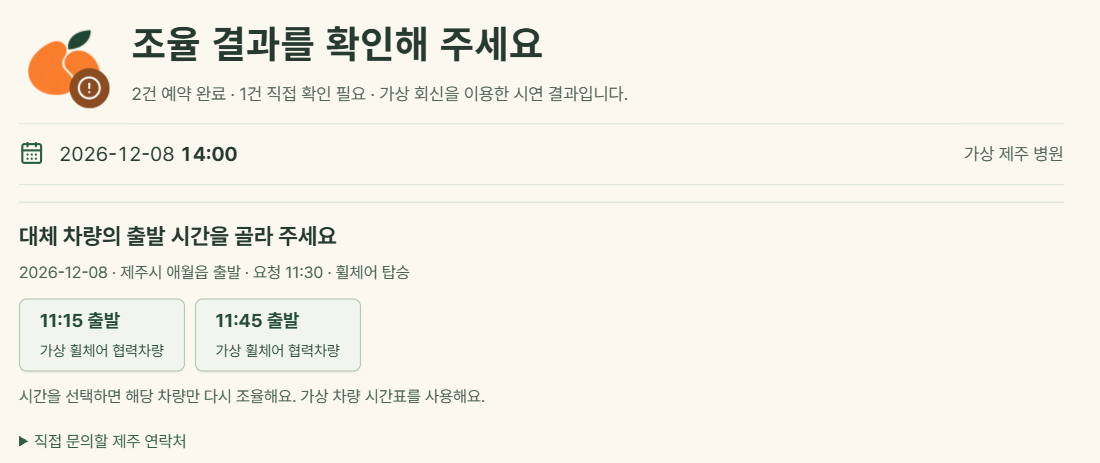 조율 결과를 확인해 주세요
2건 예약 완료 · 1건 직접 확인 필요 · 가상 회신을 이용한 시연 결과입니다.
2026-12-08 14:00
가상 제주 병원
대체 차량의 출발 시간을 골라 주세요
2026-12-08 · 제주시 애월읍 출발 · 요청 11:30 · 휠체어 탑승
11:15 출발
가상 휠체어 협력차량
11:45 출발
가상 휠체어 협력차량
시간을 선택하면 해당 차량만 다시 조율해요. 가상 차량 시간표를 사용해요.
▶ 직접 문의할 제주 연락처